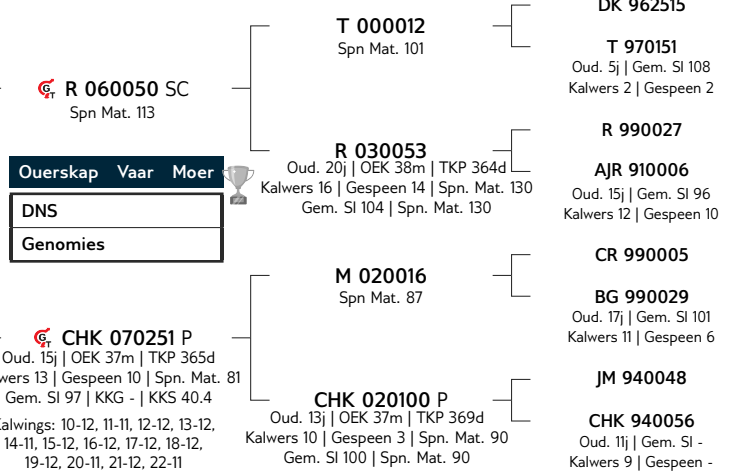 DK 962515
T 000012
Spn Mat. 101
T 970151
Oud. 5j | Gem. SI 108
Kalwers 2 | Gespeen 2
GT R 060050 SC
Spn Mat. 113
R 990027
R 030053
Oud. 20j | OEK 38m | TKP 364d
Kalwers 16 | Gespeen 14 | Spn. Mat. 130
Gem. SI 104 | Spn. Mat. 130
AJR 910006
Oud. 15j | Gem. SI 96
Kalwers 12 | Gespeen 10
Ouerskap Vaar Moer
DNS
Genomies
CR 990005
M 020016
Spn Mat. 87
BG 990029
Oud. 17j | Gem. SI 101
Kalwers 11 | Gespeen 6
GT CHK 070251 P
Oud. 15j | OEK 37m | TKP 365d
wers 13 | Gespeen 10 | Spn. Mat. 81
Gem. SI 97 | KKG - | KKS 40.4
alwings: 10-12, 11-11, 12-12, 13-12,
14-11, 15-12, 16-12, 17-12, 18-12,
19-12, 20-11, 21-12, 22-11
JM 940048
CHK 020100 P
Oud. 13j | OEK 37m | TKP 369d
Kalwers 10 | Gespeen 3 | Spn. Mat. 90
Gem. SI 100 | Spn. Mat. 90
CHK 940056
Oud. 11j | Gem. SI -
Kalwers 9 | Gespeen -